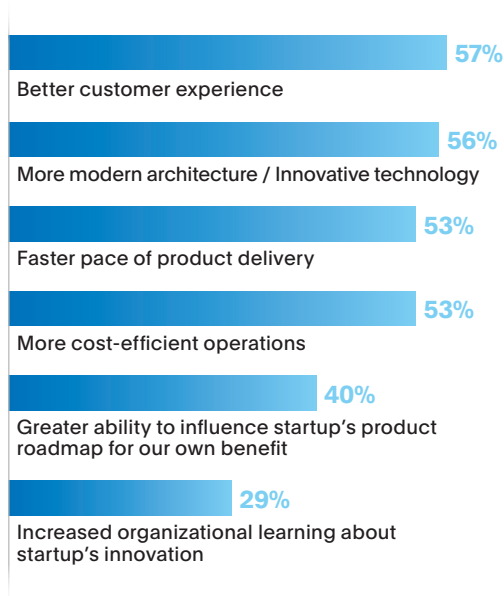 57%
Better customer experience
56%
More modern architecture / Innovative technology
53%
Faster pace of product delivery
53%
More cost-efficient operations
40%
Greater ability to influence startup’s product
roadmap for our own benefit
29%
Increased organizational learning about
startup’s innovation